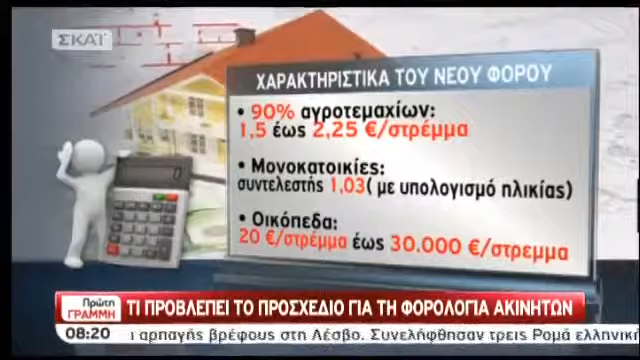 ΣΚΑΪ
ΧΑΡΑΚΤΗΡΙΣΤΙΚΑ ΤΟΥ ΝΕΟΥ ΦΟΡΟΥ
• 90% αγροτεμαχίων:
1,5 έως 2,25 €/στρέμμα
• Μονοκατοικίες:
συντελεστής 1,03( με υπολογισμό ηλικίας)
• Οικόπεδα:
20 €/στρέμμα έως 30.000 €/στρεμμα
0
Πρώτη
ΓΡΑΜΜΗ
ΤΙ ΠΡΟΒΛΕΠΕΙ ΤΟ ΠΡΟΣΧΕΔΙΟ ΓΙΑ ΤΗ ΦΟΡΟΛΟΓΙΑ ΑΚΙΝΗΤΩΝ
08:20 ι αρπαγής βρέφους στη Λέσβο. Συνελήφθησαν τρεις Ρομά ελληνική